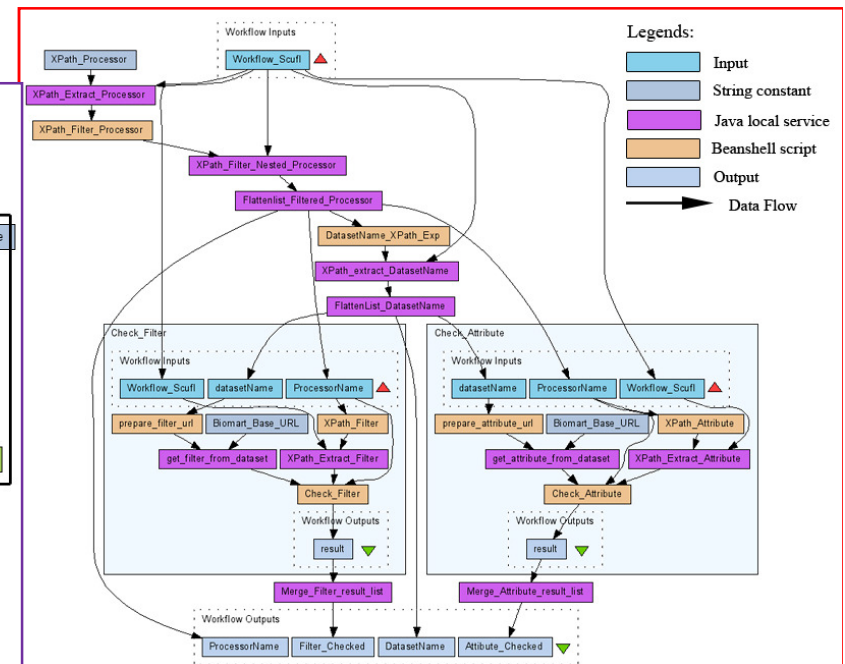 Workflow Inputs
Legends:
XPath_Processor
Workflow_Scufl
Input
XPath_Extract_Processor
String constant
XPath_Filter_Processor
Java local service
Beanshell script
XPath_Filter_Nested_Processor
Output
Flattenlist_Filtered_Processor
Data Flow
DatasetName_XPath_Exp
XPath_extract_DatasetName
FlattenList_DatasetName
Check_Filter
Check_Attribute
Workflow Inputs
Workflow Inputs
Workflow_Scufl datasetName ProcessorName
datasetName ProcessorName Workflow_Scufl
prepare_filter_url Biomart_Base_URL XPath_Filter
prepare_attribute_url Biomart_Base_URL XPath_Attribute
get_filter_from_dataset XPath_Extract_Filter
get_attribute_from_dataset XPath_Extract_Attribute
Check_Filter
Check_Attribute
Workflow Outputs
Workflow Outputs
result
result
Merge_Filter_result_list
Merge_Attribute_result_list
Workflow Outputs
ProcessorName Filter_Checked DatasetName Attibute_Checked